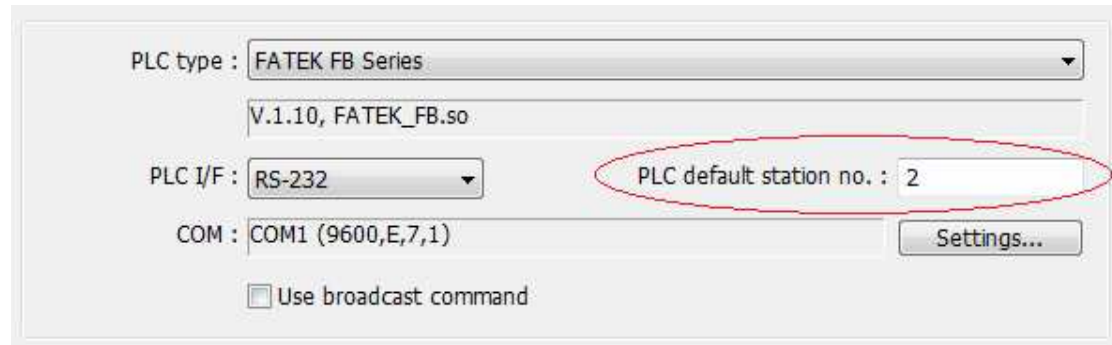 PLC type : FATEK FB Series
V.1.10, FATEK_FB.so
PLC I/F : RS-232 PLC default station no. : 2
COM : COM1 (9600,E,7,1) Settings...
Use broadcast command